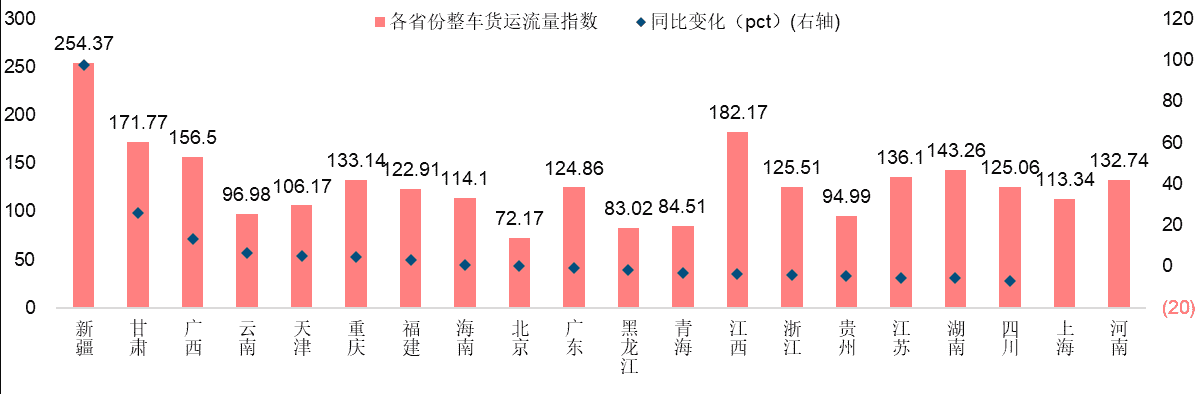 各省份整车货运流量指数
同比变化（pct）(右轴)
300
250
200
150
100
50
0
120
100
80
60
40
20
0
(20)
254.37
171.77
156.5
96.98
106.17
133.14
122.91
114.1
72.17
124.86
83.02
84.51
182.17
125.51
94.99
136.1
143.26
125.06
113.34
132.74
新疆
甘肃
广西
云南
天津
重庆
福建
海南
北京
广东
黑龙江
青海
江西
浙江
贵州
江苏
湖南
四川
上海
河南